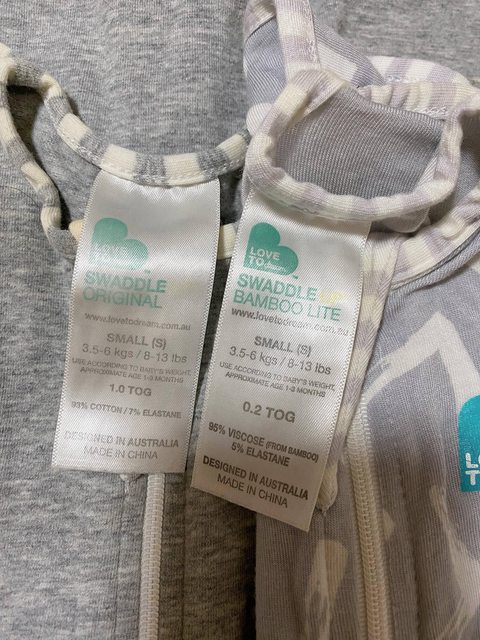 LOVE
TO dream
™
SWADDLE
ORIGINAL
www.lovetodream.com.au
SMALL (S)
3.5-6 kgs / 8-13 lbs
USE ACCORDING TO BABY'S WEIGHT,
APPROXIMATE AGE 1-3 MONTHS
1.0 TOG
93% COTTON / 7% ELASTANE
DESIGNED IN AUSTRALIA
MADE IN CHINA
LOVE
TO dream
™
SWADDLE UP
BAMBOO LITE
www.lovetodream.com.au
SMALL (S)
3.5-6 kgs / 8-13 lbs
USE ACCORDING TO BABY'S WEIGHT,
APPROXIMATE AGE 1-3 MONTHS
0.2 TOG
95% VISCOSE (FROM BAMBOO)
5% ELASTANE
DESIGNED IN AUSTRALIA
MADE IN CHINA